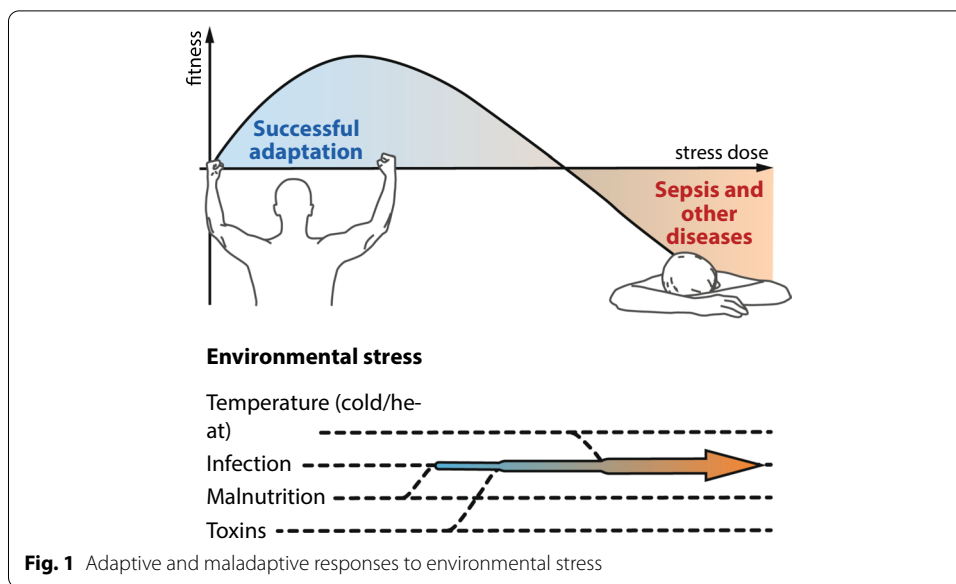 fitness
Successful
adaptation
stress dose
Sepsis and
other
diseases
Environmental stress
Temperature (cold/he-
at)
Infection
Malnutrition
Toxins
Fig. 1 Adaptive and maladaptive responses to environmental stress